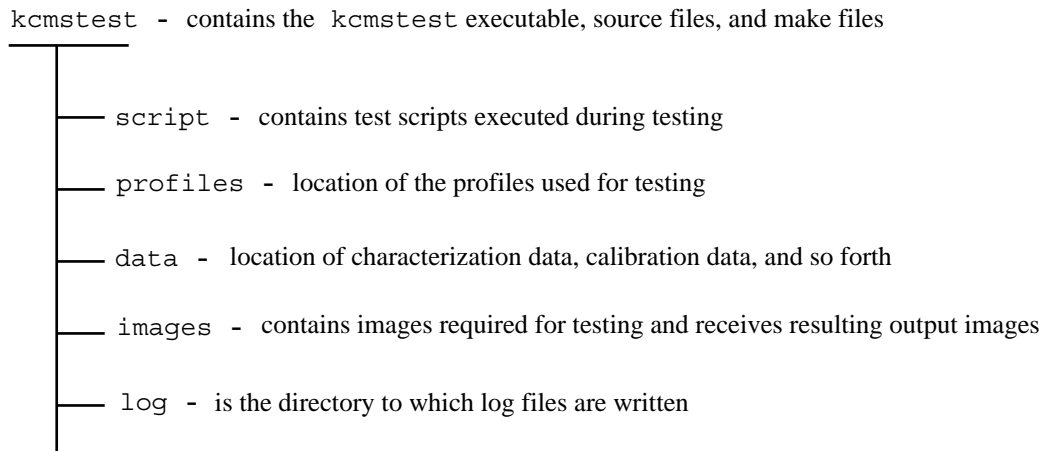 kcmstest - contains the kcmstest executable, source files, and make files
script - contains test scripts executed during testing
profiles - location of the profiles used for testing
data - location of characterization data, calibration data, and so forth
images - contains images required for testing and receives resulting output images
log - is the directory to which log files are written